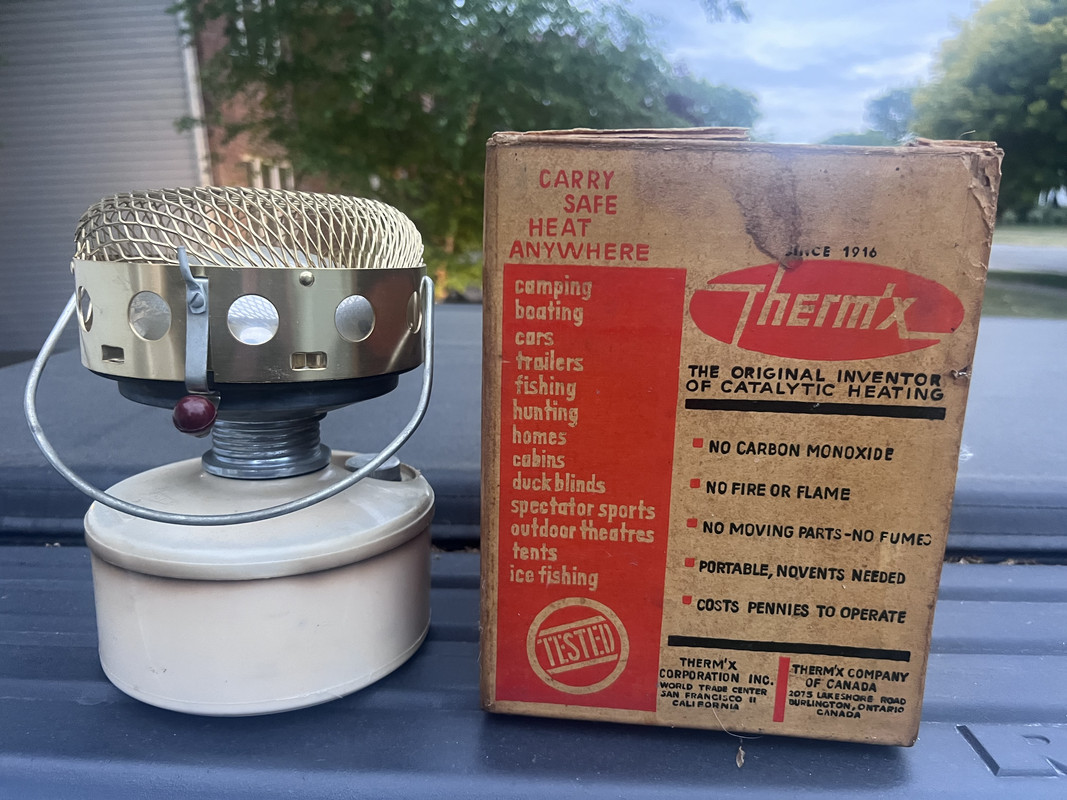 CARRY
SAFE
HEAT
ANYWHERE
camping
boating
cars
trailers
fishing
hunting
homes
cabins
duck blinds
spectator sports
outdoor theatres
tents
ice fishing
TESTED
SINCE 1916
Therm'x
THE ORIGINAL INVENTOR
OF CATALYTIC HEATING
NO CARBON MONOXIDE
NO FIRE OR FLAME
NO MOVING PARTS-NO FUMES
PORTABLE, NO VENTS NEEDED
COSTS PENNIES TO OPERATE
THERM'X
CORPORATION INC.
WORLD TRADE CENTER
SAN FRANCISCO 11
CALIFORNIA
THERM'X COMPANY
OF CANADA
2075 LAKESHORE ROAD
BURLINGTON, ONTARIO
CANADA